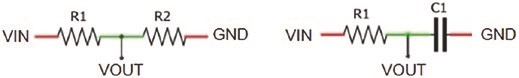 R1 R2
VIN GND
VOUT
R1 C1
VIN GND
VOUT